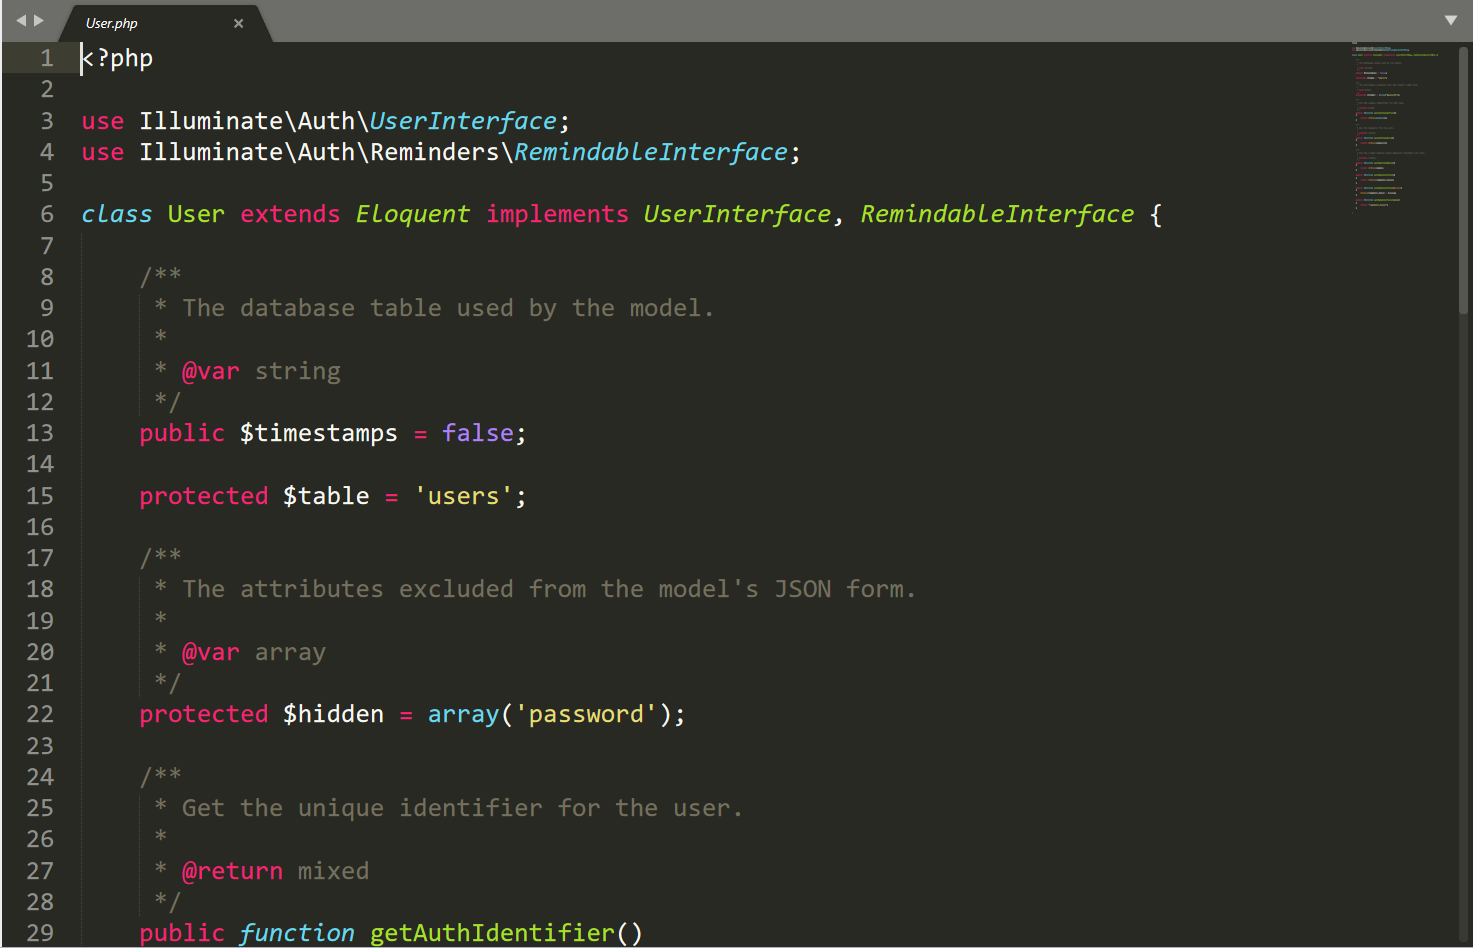 User.php ×
1 <?php
2
3 use Illuminate\Auth\UserInterface;
4 use Illuminate\Auth\Reminders\RemindableInterface;
5
6 class User extends Eloquent implements UserInterface, RemindableInterface {
7
8     /**
9      * The database table used by the model.
10      *
11      * @var string
12      */
13     public $timestamps = false;
14
15     protected $table = 'users';
16
17     /**
18      * The attributes excluded from the model's JSON form.
19      *
20      * @var array
21      */
22     protected $hidden = array('password');
23
24     /**
25      * Get the unique identifier for the user.
26      *
27      * @return mixed
28      */
29     public function getAuthIdentifier()